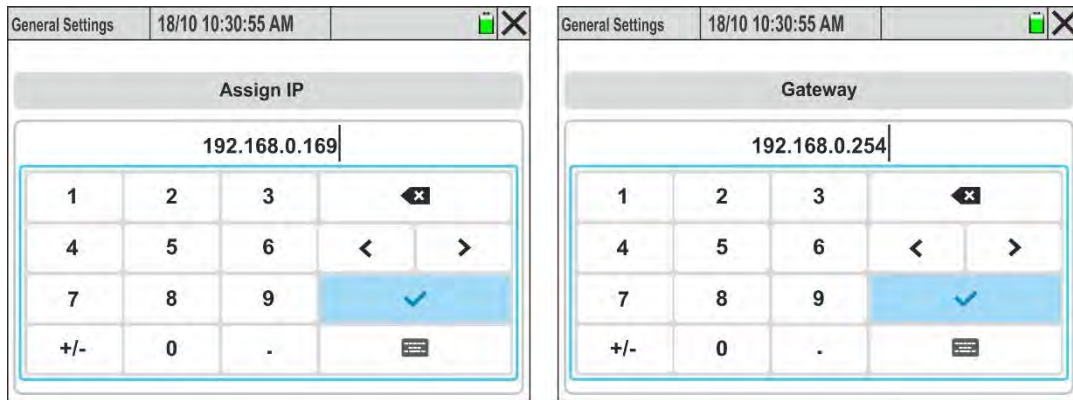 General Settings 18/10 10:30:55 AM
Assign IP
192.168.0.169
1 2 3
4 5 6 < >
7 8 9
+/- 0 .
General Settings 18/10 10:30:55 AM
Gateway
192.168.0.254
1 2 3
4 5 6 < >
7 8 9
+/- 0 .